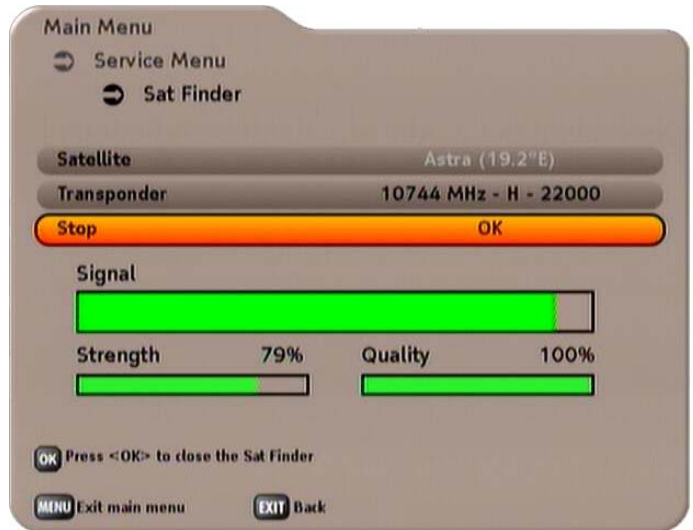 Main Menu
Service Menu
Sat Finder
Satellite Astra (19.2°E)
Transponder 10744 MHz - H - 22000
Stop OK
Signal
Strength 79% Quality 100%
OK Press <OK> to close the Sat Finder
MENU Exit main menu EXIT Back